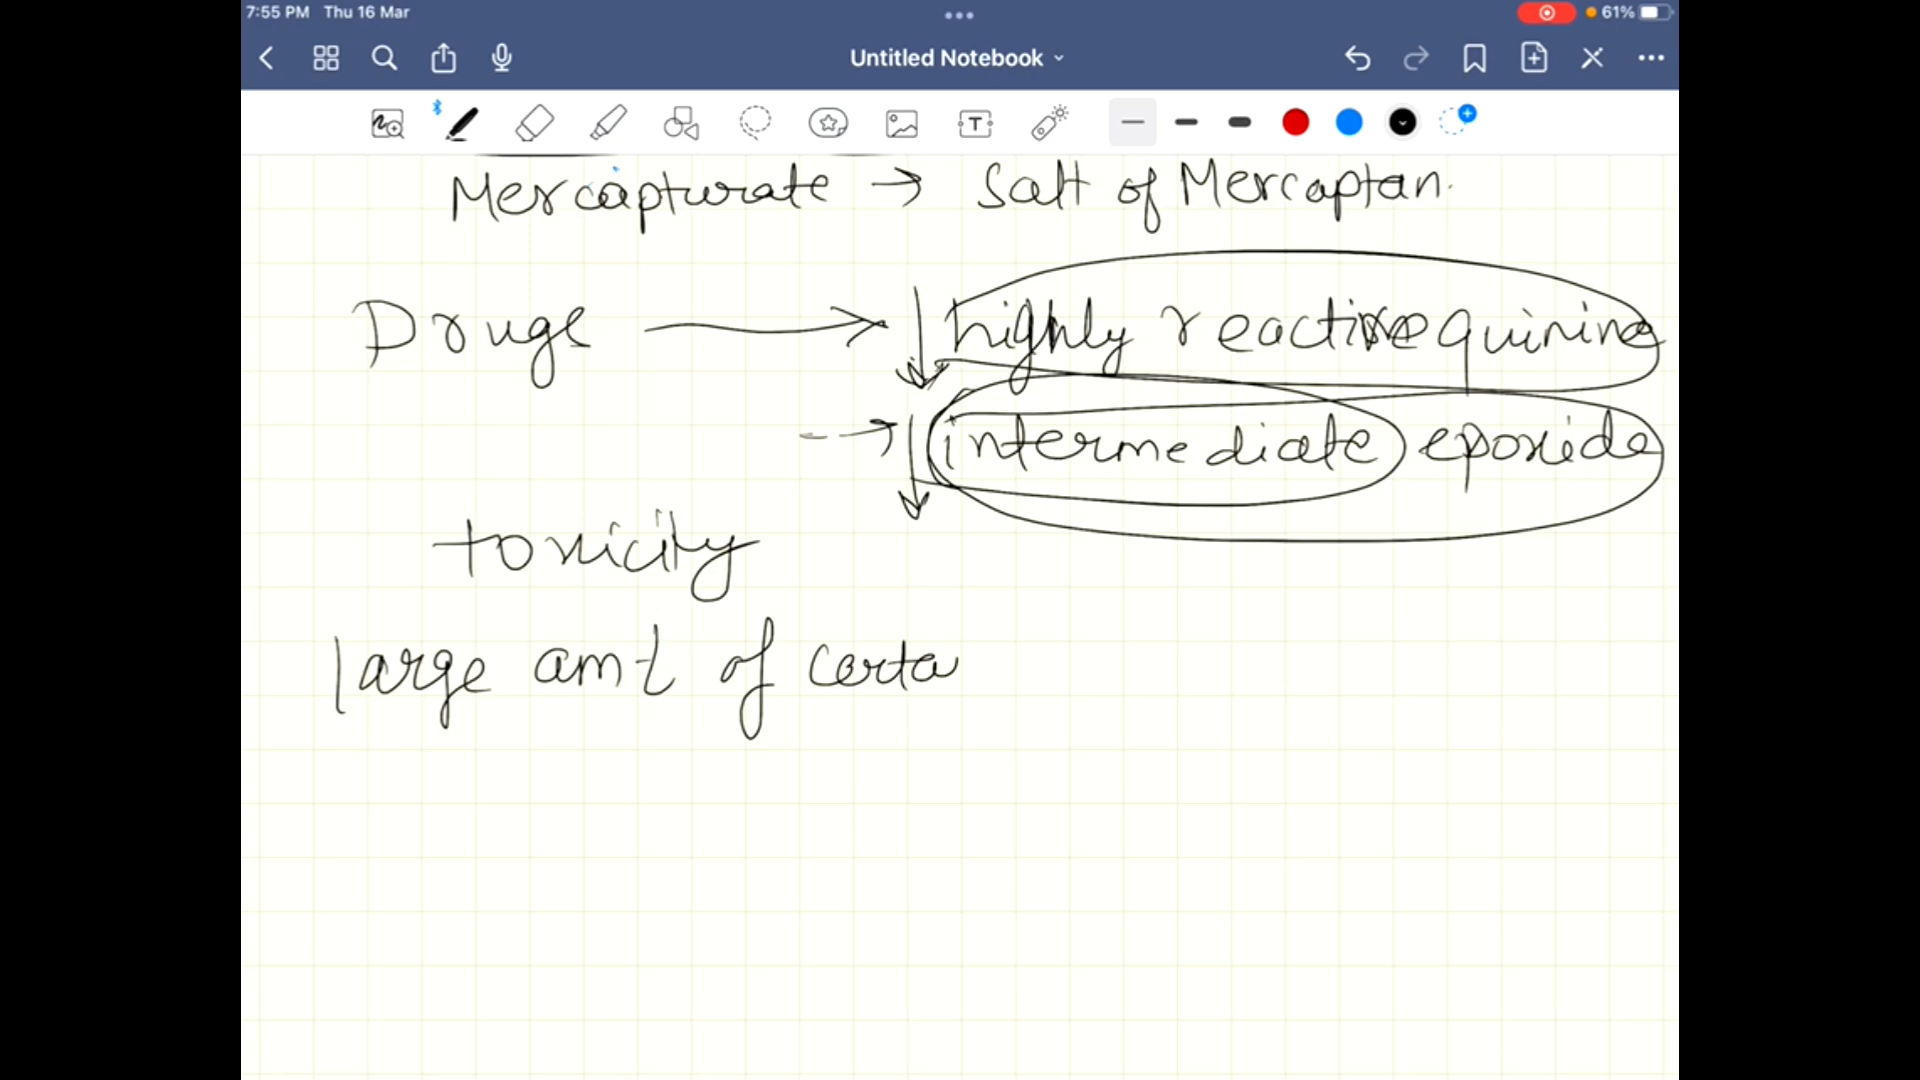 7:55 PM Thu 16 Mar
61%
Untitled Notebook
T
Mercapturate → Salt of Mercaptan.
Drugs → ↓ highly reactive quinine
--→ ↓ intermediate epoxide
toxicity
large amt of certa